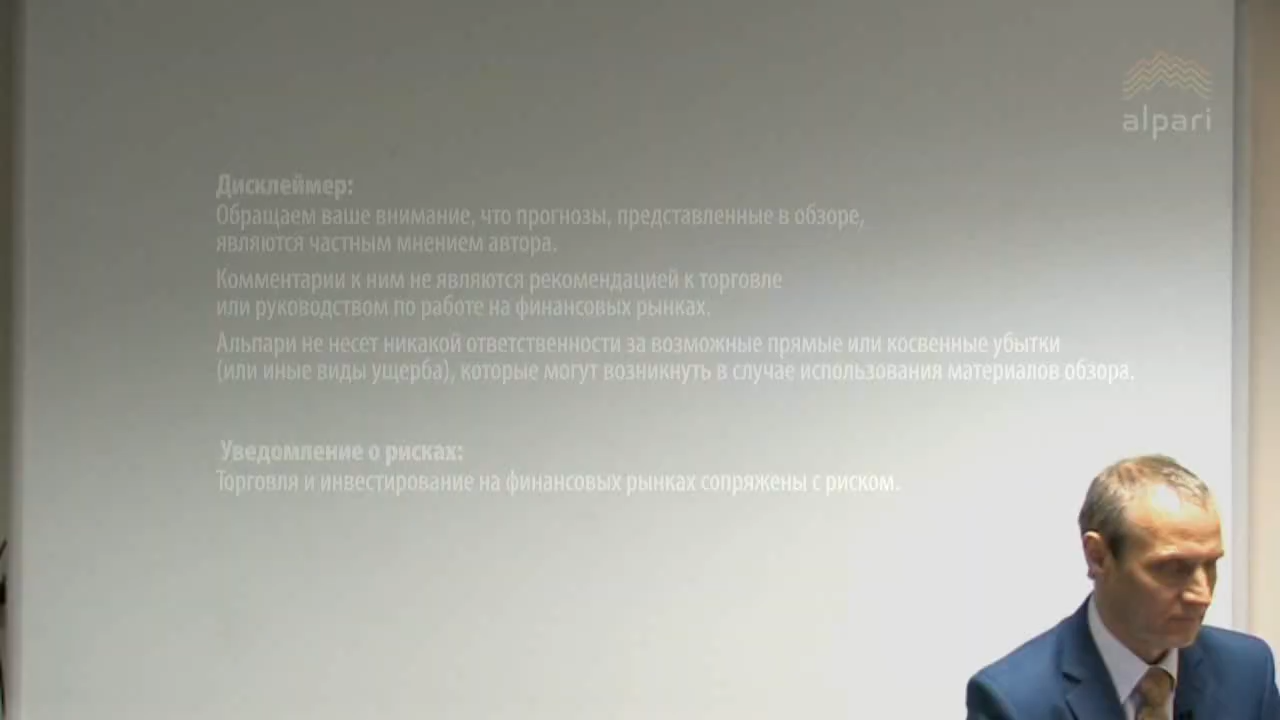 alpari
Дисклеймер:
Обращаем ваше внимание, что прогнозы, представленные в обзоре,
являются частным мнением автора.
Комментарии к ним не являются рекомендацией к торговле
или руководством по работе на финансовых рынках.
Альпари не несет никакой ответственности за возможные прямые или косвенные убытки
(или иные виды ущерба), которые могут возникнуть в случае использования материалов обзора.
Уведомление о рисках:
Торговля и инвестирование на финансовых рынках сопряжены с риском.